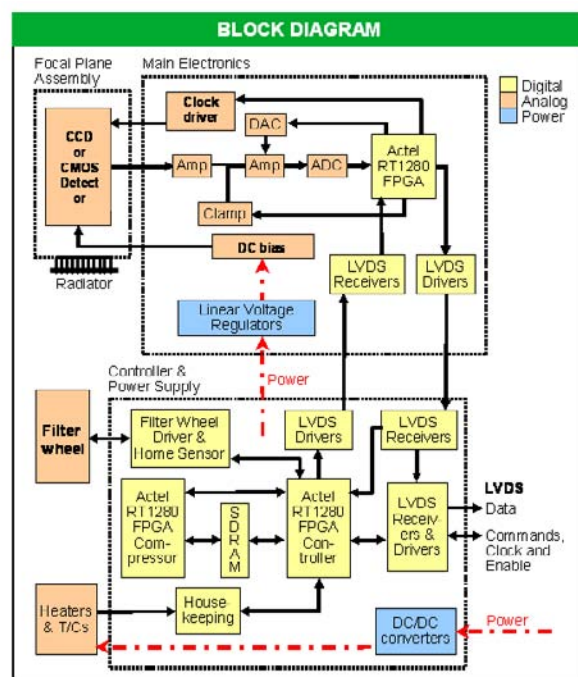 BLOCK DIAGRAM
Focal Plane
Assembly
Main Electronics
Digital
Analog
Power
Clock
driver
DAC
CCD
or
CMOS
Detect
or
Amp
Amp
ADC
Actel
RT1280
FPGA
Clamp
DC bias
Radiator
LVDS
Receivers
LVDS
Drivers
Linear Voltage
Regulators
Controller &
Power Supply
Power
Filter
wheel
Filter Wheel
Driver &
Home Sensor
LVDS
Drivers
LVDS
Receivers
Actel
RT1280
FPGA
Com-
pressor
S
D
R
A
M
Actel
RT1280
FPGA
Con-
troller
LVDS
Receiv-
ers &
Drivers
LVDS
Data
Commands,
Clock and
Enable
Heaters
& T/Cs
House-
keeping
DC/DC
converters
Power